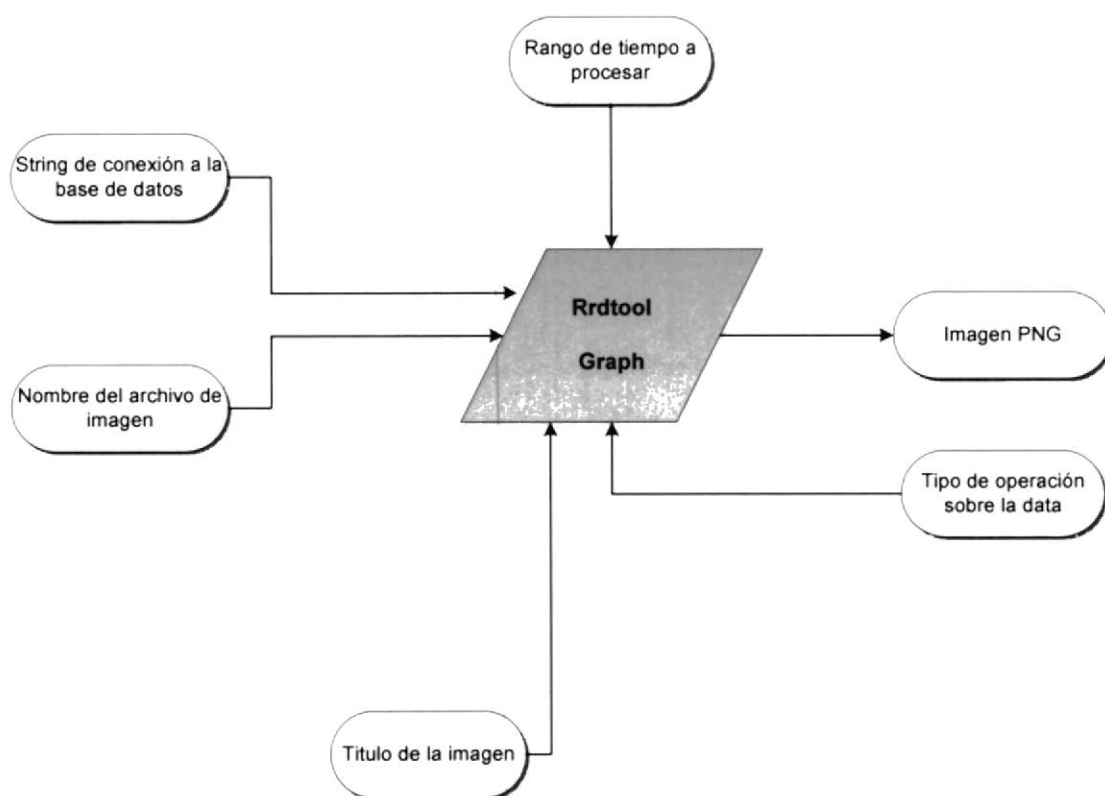 Rango de tiempo a
procesar
String de conexión a la
base de datos
Rrdtool
Graph
Imagen PNG
Nombre del archivo de
imagen
Tipo de operación
sobre la data
Titulo de la imagen